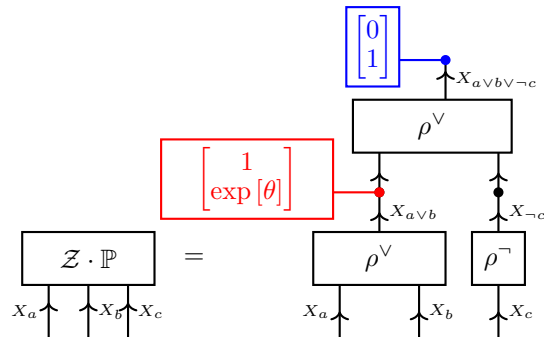 [0
1]
X_{a∨b∨¬c}
ρ^∨
[1
exp [θ]]
X_{a∨b} X_{¬c}
𝒵 · ℙ = ρ^∨ ρ^¬
X_a X_b X_c X_a X_b X_c